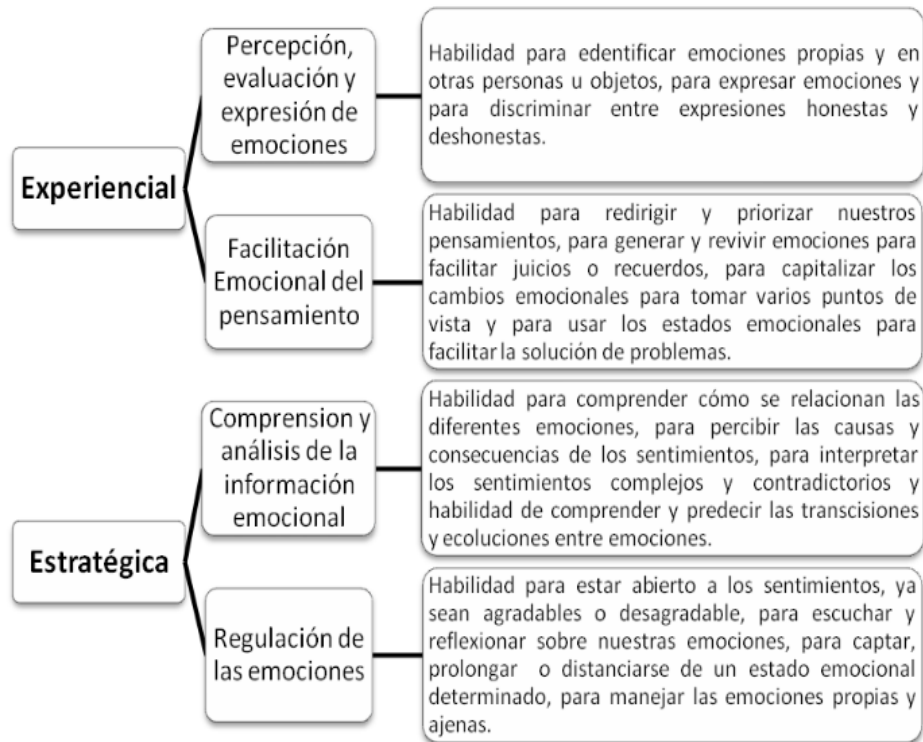 Experiencial
Percepción,
evaluación y
expresión de
emociones
Habilidad para edentificar emociones propias y en
otras personas u objetos, para expresar emociones y
para discriminar entre expresiones honestas y
deshonestas.
Facilitación
Emocional del
pensamiento
Habilidad para redirigir y priorizar nuestros
pensamientos, para generar y revivir emociones para
facilitar juicios o recuerdos, para capitalizar los
cambios emocionales para tomar varios puntos de
vista y para usar los estados emocionales para
facilitar la solución de problemas.
Estratégica
Comprension y
análisis de la
información
emocional
Habilidad para comprender cómo se relacionan las
diferentes emociones, para percibir las causas y
consecuencias de los sentimientos, para interpretar
los sentimientos complejos y contradictorios y
habilidad de comprender y predecir las transcisiones
y ecoluciones entre emociones.
Regulación de
las emociones
Habilidad para estar abierto a los sentimientos, ya
sean agradables o desagradable, para escuchar y
reflexionar sobre nuestras emociones, para captar,
prolongar o distanciarse de un estado emocional
determinado, para manejar las emociones propias y
ajenas.